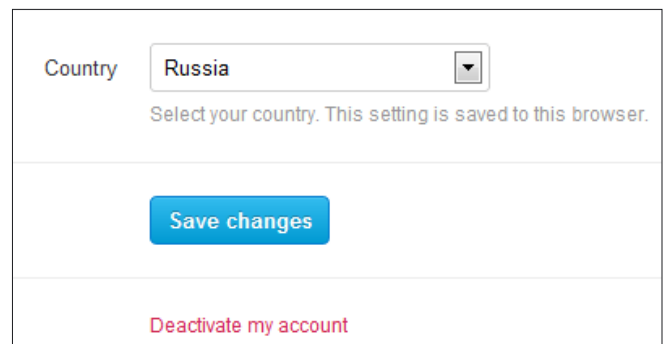 Country Russia
Select your country. This setting is saved to this browser.
Save changes
Deactivate my account